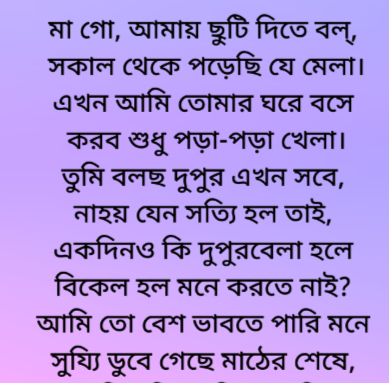 মা গো, আমায় ছুটি দিতে বল্,
সকাল থেকে পড়েছি যে মেলা।
এখন আমি তোমার ঘরে বসে
করব শুধু পড়া-পড়া খেলা।
তুমি বলছ দুপুর এখন সবে,
নাহয় যেন সত্যি হল তাই,
একদিনও কি দুপুরবেলা হলে
বিকেল হল মনে করতে নাই?
আমি তো বেশ ভাবতে পারি মনে
সুয্যি ডুবে গেছে মাঠের শেষে,